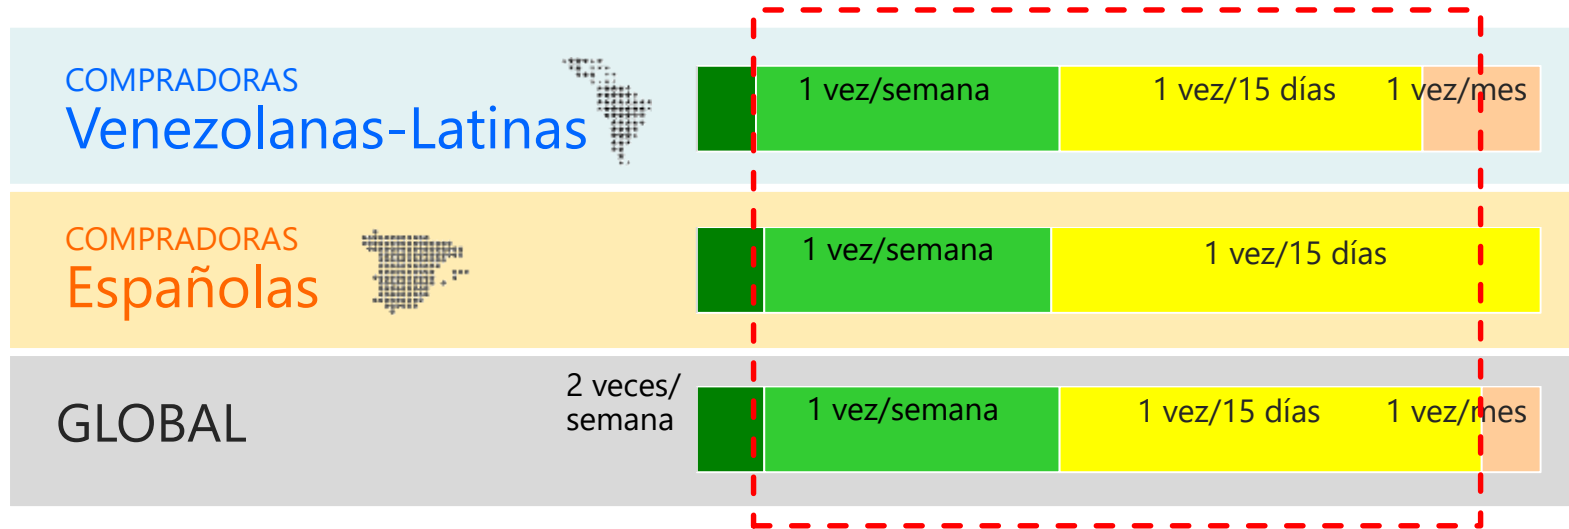 COMPRADORAS
Venezolanas-Latinas
1 vez/semana
1 vez/15 días
1 vez/mes
COMPRADORAS
Españolas
1 vez/semana
1 vez/15 días
GLOBAL
2 veces/
semana
1 vez/semana
1 vez/15 días
1 vez/mes